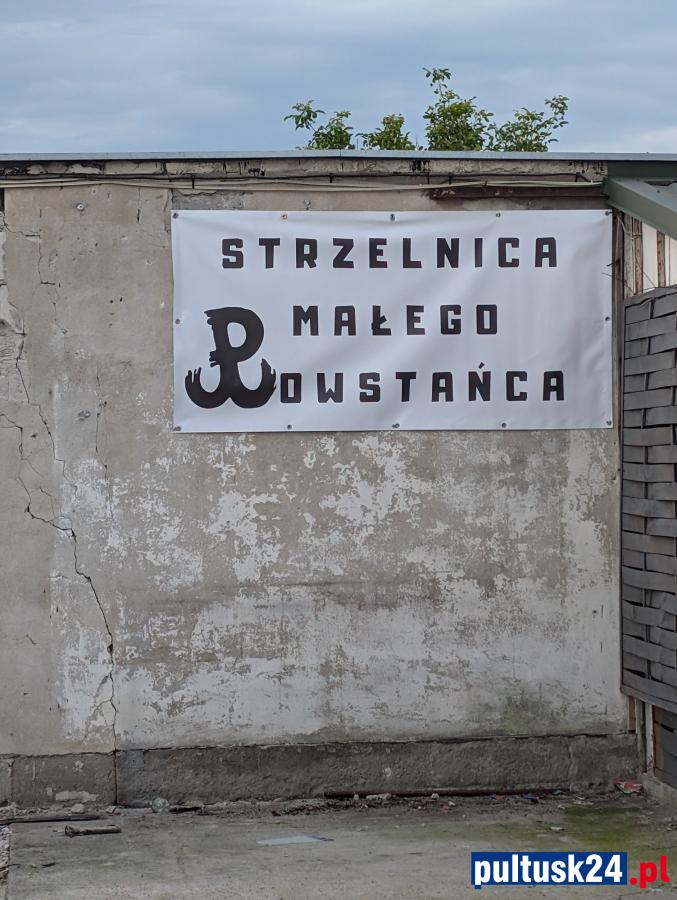 STRZELNICA
MAŁEGO
POWSTAŃCA
pultusk24.pl